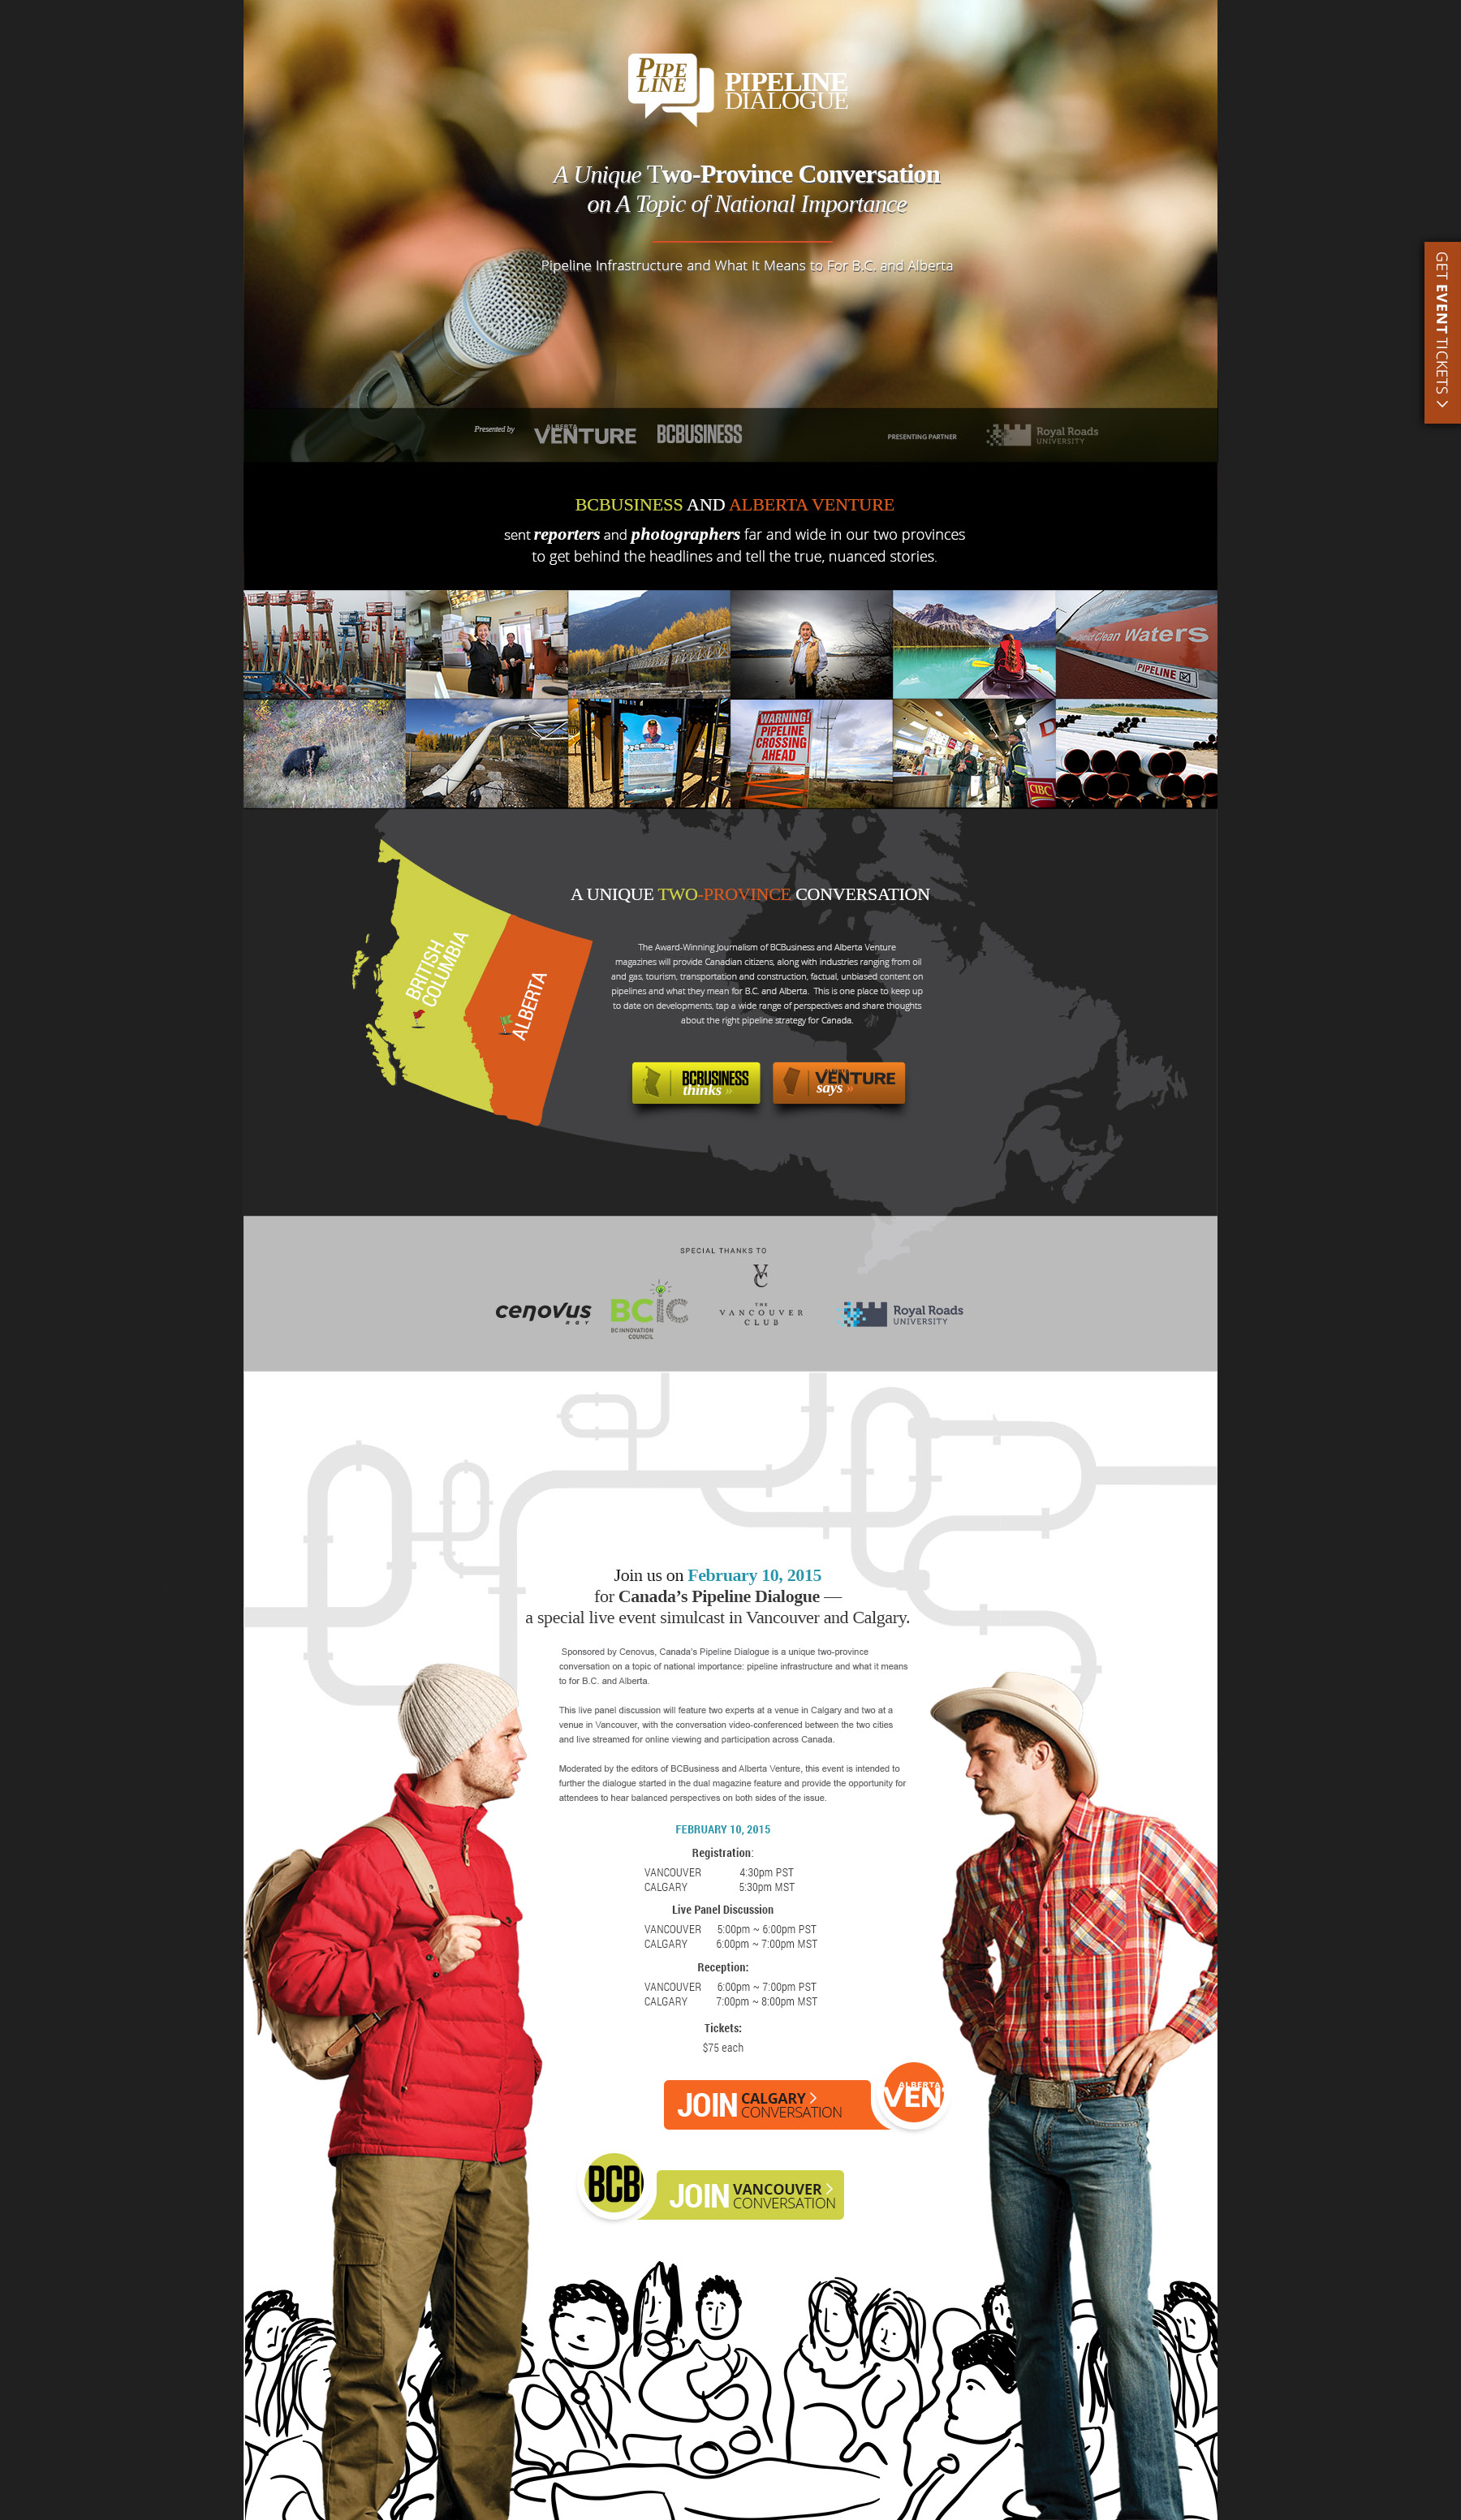 PIPE
LINE
PIPELINE
DIALOGUE
A Unique Two-Province Conversation
on A Topic of National Importance
Pipeline Infrastructure and What It Means to For B.C. and Alberta
GET EVENT TICKETS
Presented by
ALBERTA
VENTURE
BCBUSINESS
PRESENTING PARTNER
Royal Roads
UNIVERSITY
BCBUSINESS AND ALBERTA VENTURE
sent reporters and photographers far and wide in our two provinces
to get behind the headlines and tell the true, nuanced stories.
Clean Waters
PIPELINE
WARNING!
PIPELINE
CROSSING
AHEAD
CIBC
A UNIQUE TWO-PROVINCE CONVERSATION
BRITISH
COLUMBIA
ALBERTA
The Award-Winning Journalism of BCBusiness and Alberta Venture
magazines will provide Canadian citizens, along with industries ranging from oil
and gas, tourism, transportation and construction, factual, unbiased content on
pipelines and what they mean for B.C. and Alberta. This is one place to keep up
to date on developments, tap a wide range of perspectives and share thoughts
about the right pipeline strategy for Canada.
BCBUSINESS
thinks »
ALBERTA
VENTURE
says »
SPECIAL THANKS TO
cenovus
BCIC
BC INNOVATION
COUNCIL
VC
THE
VANCOUVER
CLUB
Royal Roads
UNIVERSITY
Join us on February 10, 2015
for Canada's Pipeline Dialogue —
a special live event simulcast in Vancouver and Calgary.
Sponsored by Cenovus, Canada's Pipeline Dialogue is a unique two-province
conversation on a topic of national importance: pipeline infrastructure and what it means
to for B.C. and Alberta.
This live panel discussion will feature two experts at a venue in Calgary and two at a
venue in Vancouver, with the conversation video-conferenced between the two cities
and live streamed for online viewing and participation across Canada.
Moderated by the editors of BCBusiness and Alberta Venture, this event is intended to
further the dialogue started in the dual magazine feature and provide the opportunity for
attendees to hear balanced perspectives on both sides of the issue.
FEBRUARY 10, 2015
Registration:
VANCOUVER 4:30pm PST
CALGARY 5:30pm MST
Live Panel Discussion
VANCOUVER 5:00pm ~ 6:00pm PST
CALGARY 6:00pm ~ 7:00pm MST
Reception:
VANCOUVER 6:00pm ~ 7:00pm PST
CALGARY 7:00pm ~ 8:00pm MST
Tickets:
$75 each
JOIN CALGARY
CONVERSATION
ALBERTA
VEN
BCB
JOIN VANCOUVER
CONVERSATION